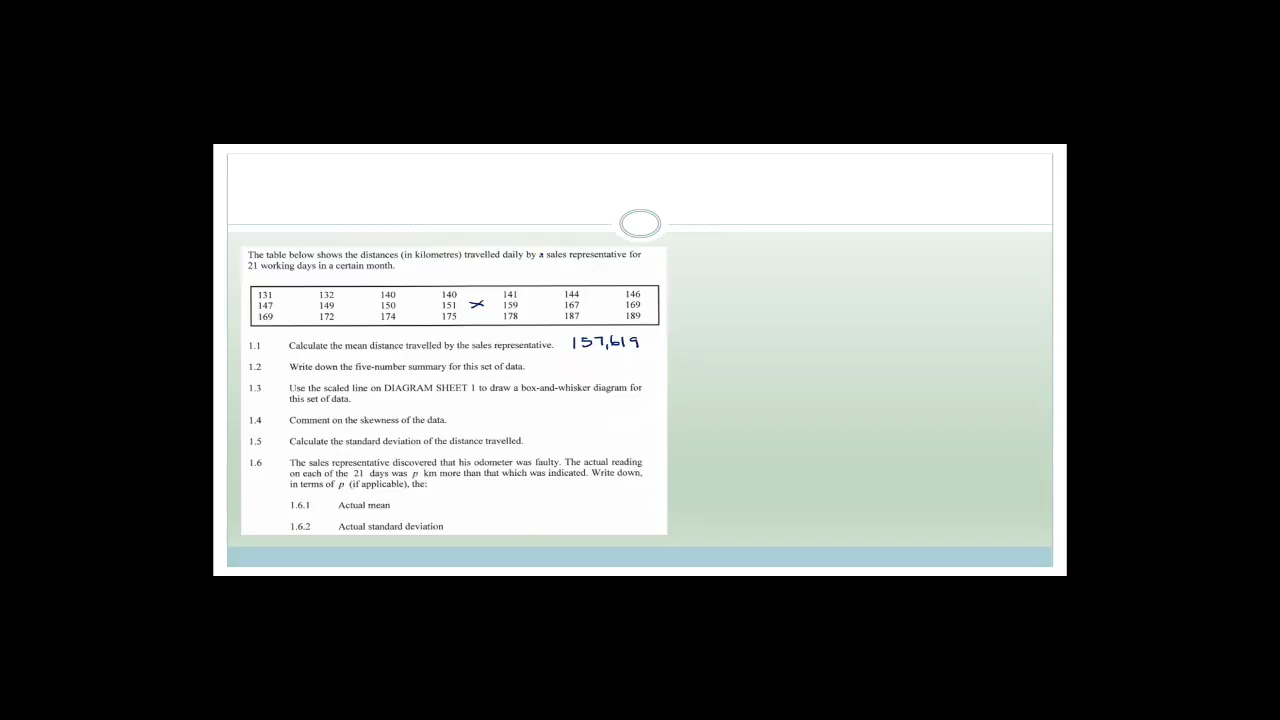 The table below shows the distances (in kilometres) travelled daily by a sales representative for
21 working days in a certain month.
131 132 140 140 141 144 146
147 149 150 151 159 167 169
169 172 174 175 178 187 189
1.1 Calculate the mean distance travelled by the sales representative. 157,619
1.2 Write down the five-number summary for this set of data.
1.3 Use the scaled line on DIAGRAM SHEET 1 to draw a box-and-whisker diagram for
this set of data.
1.4 Comment on the skewness of the data.
1.5 Calculate the standard deviation of the distance travelled.
1.6 The sales representative discovered that his odometer was faulty. The actual reading
on each of the 21 days was p km more than that which was indicated. Write down,
in terms of p (if applicable), the:
1.6.1 Actual mean
1.6.2 Actual standard deviation